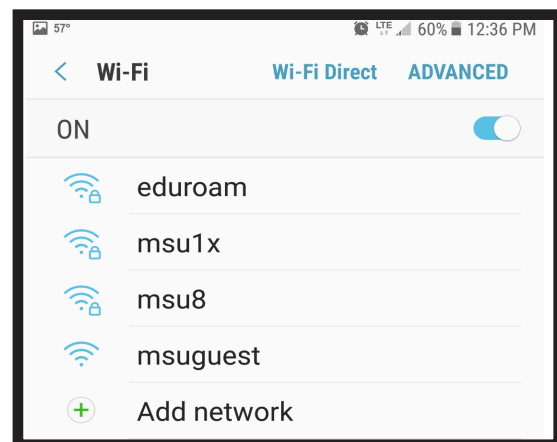 57° LTE 60% 12:36 PM
Wi-Fi Wi-Fi Direct ADVANCED
ON
eduroam
msu1x
msu8
msuguest
Add network